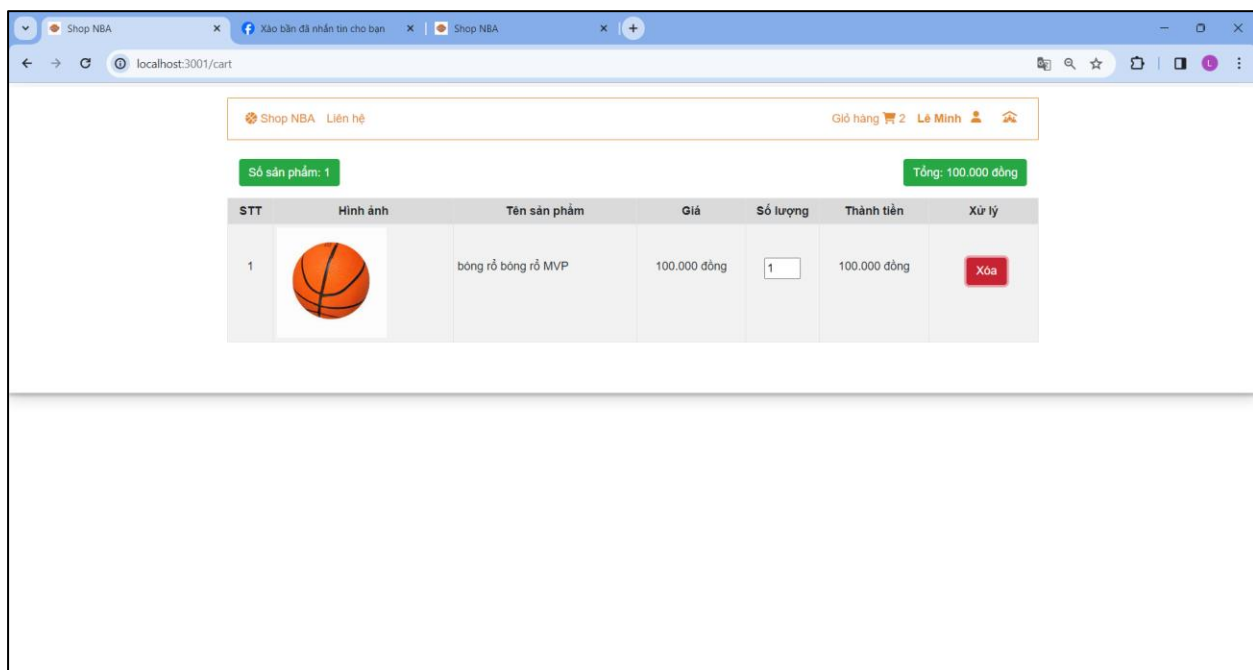 Shop NBA
Xào bần đã nhắn tin cho bạn
Shop NBA
localhost:3001/cart
L
Shop NBA Liên hệ
Giỏ hàng 2 Lê Minh
Số sản phẩm: 1
Tổng: 100.000 đồng
STT Hình ảnh Tên sản phẩm Giá Số lượng Thành tiền Xử lý
1 bóng rổ bóng rổ MVP 100.000 đồng 1 100.000 đồng Xóa